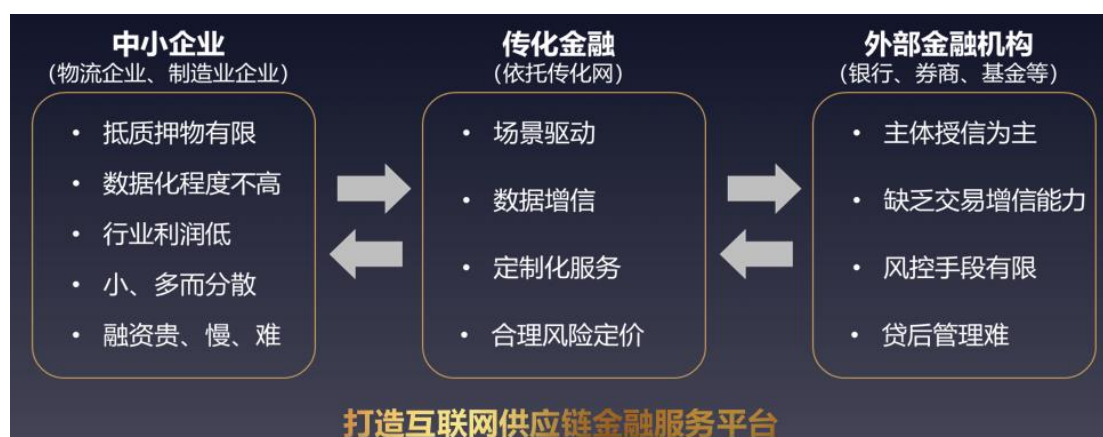 中小企业
(物流企业、制造业企业)
• 抵质押物有限
• 数据化程度不高
• 行业利润低
• 小、多而分散
• 融资贵、慢、难
传化金融
(依托传化网)
• 场景驱动
• 数据增信
• 定制化服务
• 合理风险定价
外部金融机构
(银行、券商、基金等)
• 主体授信为主
• 缺乏交易增信能力
• 风控手段有限
• 贷后管理难
打造互联网供应链金融服务平台